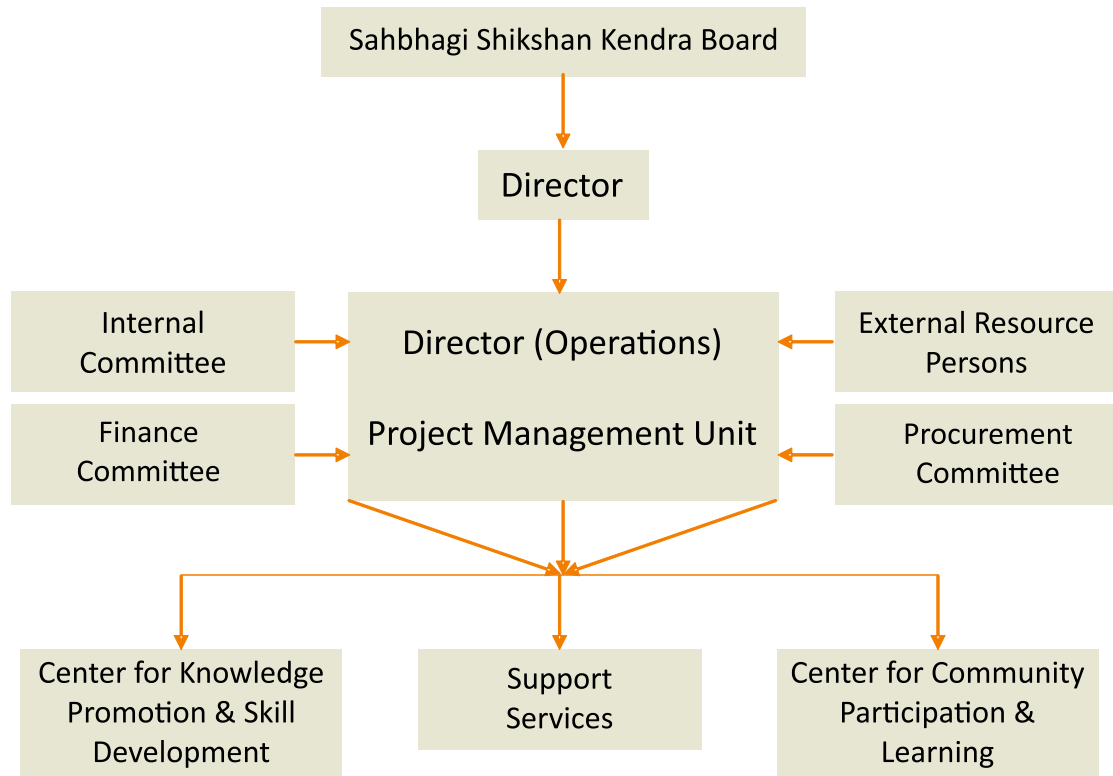 Sahbhagi Shikshan Kendra Board
Director
Internal
Committee
Director (Operations)
External Resource
Persons
Finance
Committee
Project Management Unit
Procurement
Committee
Center for Knowledge
Promotion & Skill
Development
Support
Services
Center for Community
Participation &
Learning